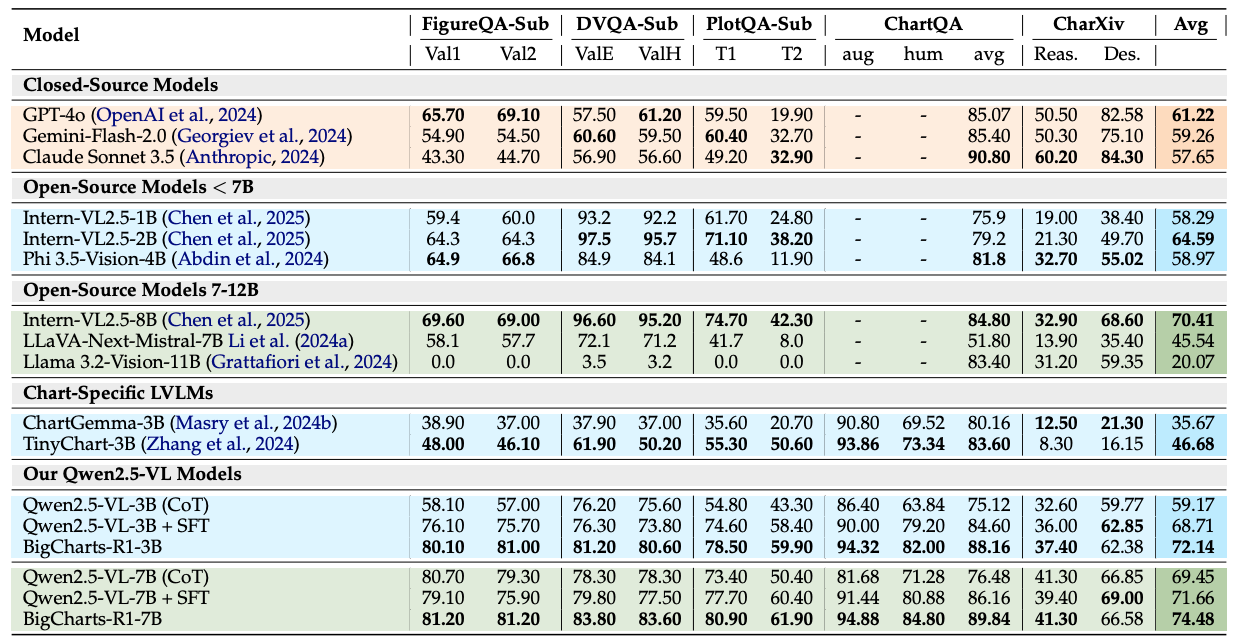 Model FigureQA-Sub DVQA-Sub PlotQA-Sub ChartQA CharXiv Avg
Val1 Val2 ValE ValH T1 T2 aug hum avg Reas. Des.
Closed-Source Models
GPT-4o (OpenAI et al., 2024) 65.70 69.10 57.50 61.20 59.50 19.90 - - 85.07 50.50 82.58 61.22
Gemini-Flash-2.0 (Georgiev et al., 2024) 54.90 54.50 60.60 59.50 60.40 32.70 - - 85.40 50.30 75.10 59.26
Claude Sonnet 3.5 (Anthropic, 2024) 43.30 44.70 56.90 56.60 49.20 32.90 - - 90.80 60.20 84.30 57.65
Open-Source Models < 7B
Intern-VL2.5-1B (Chen et al., 2025) 59.4 60.0 93.2 92.2 61.70 24.80 - - 75.9 19.00 38.40 58.29
Intern-VL2.5-2B (Chen et al., 2025) 64.3 64.3 97.5 95.7 71.10 38.20 - - 79.2 21.30 49.70 64.59
Phi 3.5-Vision-4B (Abdin et al., 2024) 64.9 66.8 84.9 84.1 48.6 11.90 - - 81.8 32.70 55.02 58.97
Open-Source Models 7-12B
Intern-VL2.5-8B (Chen et al., 2025) 69.60 69.00 96.60 95.20 74.70 42.30 - - 84.80 32.90 68.60 70.41
LLaVA-Next-Mistral-7B Li et al. (2024a) 58.1 57.7 72.1 71.2 41.7 8.0 - - 51.80 13.90 35.40 45.54
Llama 3.2-Vision-11B (Grattafiori et al., 2024) 0.0 0.0 3.5 3.2 0.0 0.0 - - 83.40 31.20 59.35 20.07
Chart-Specific LVLMs
ChartGemma-3B (Masry et al., 2024b) 38.90 37.00 37.90 37.00 35.60 20.70 90.80 69.52 80.16 12.50 21.30 35.67
TinyChart-3B (Zhang et al., 2024) 48.00 46.10 61.90 50.20 55.30 50.60 93.86 73.34 83.60 8.30 16.15 46.68
Our Qwen2.5-VL Models
Qwen2.5-VL-3B (CoT) 58.10 57.00 76.20 75.60 54.80 43.30 86.40 63.84 75.12 32.60 59.77 59.17
Qwen2.5-VL-3B + SFT 76.10 75.70 76.30 73.80 74.60 58.40 90.00 79.20 84.60 36.00 62.85 68.71
BigCharts-R1-3B 80.10 81.00 81.20 80.60 78.50 59.90 94.32 82.00 88.16 37.40 62.38 72.14
Qwen2.5-VL-7B (CoT) 80.70 79.30 78.30 78.30 73.40 50.40 81.68 71.28 76.48 41.30 66.85 69.45
Qwen2.5-VL-7B + SFT 79.10 75.90 79.80 77.50 77.70 60.40 91.44 80.88 86.16 39.40 69.00 71.66
BigCharts-R1-7B 81.20 81.20 83.80 83.60 80.90 61.90 94.88 84.80 89.84 41.30 66.58 74.48